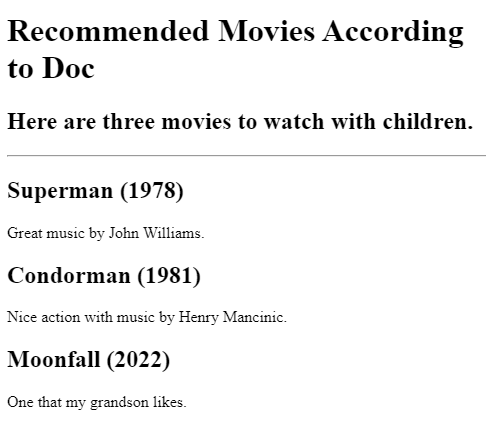 Recommended Movies According
to Doc
Here are three movies to watch with children.
Superman (1978)
Great music by John Williams.
Condorman (1981)
Nice action with music by Henry Mancinic.
Moonfall (2022)
One that my grandson likes.